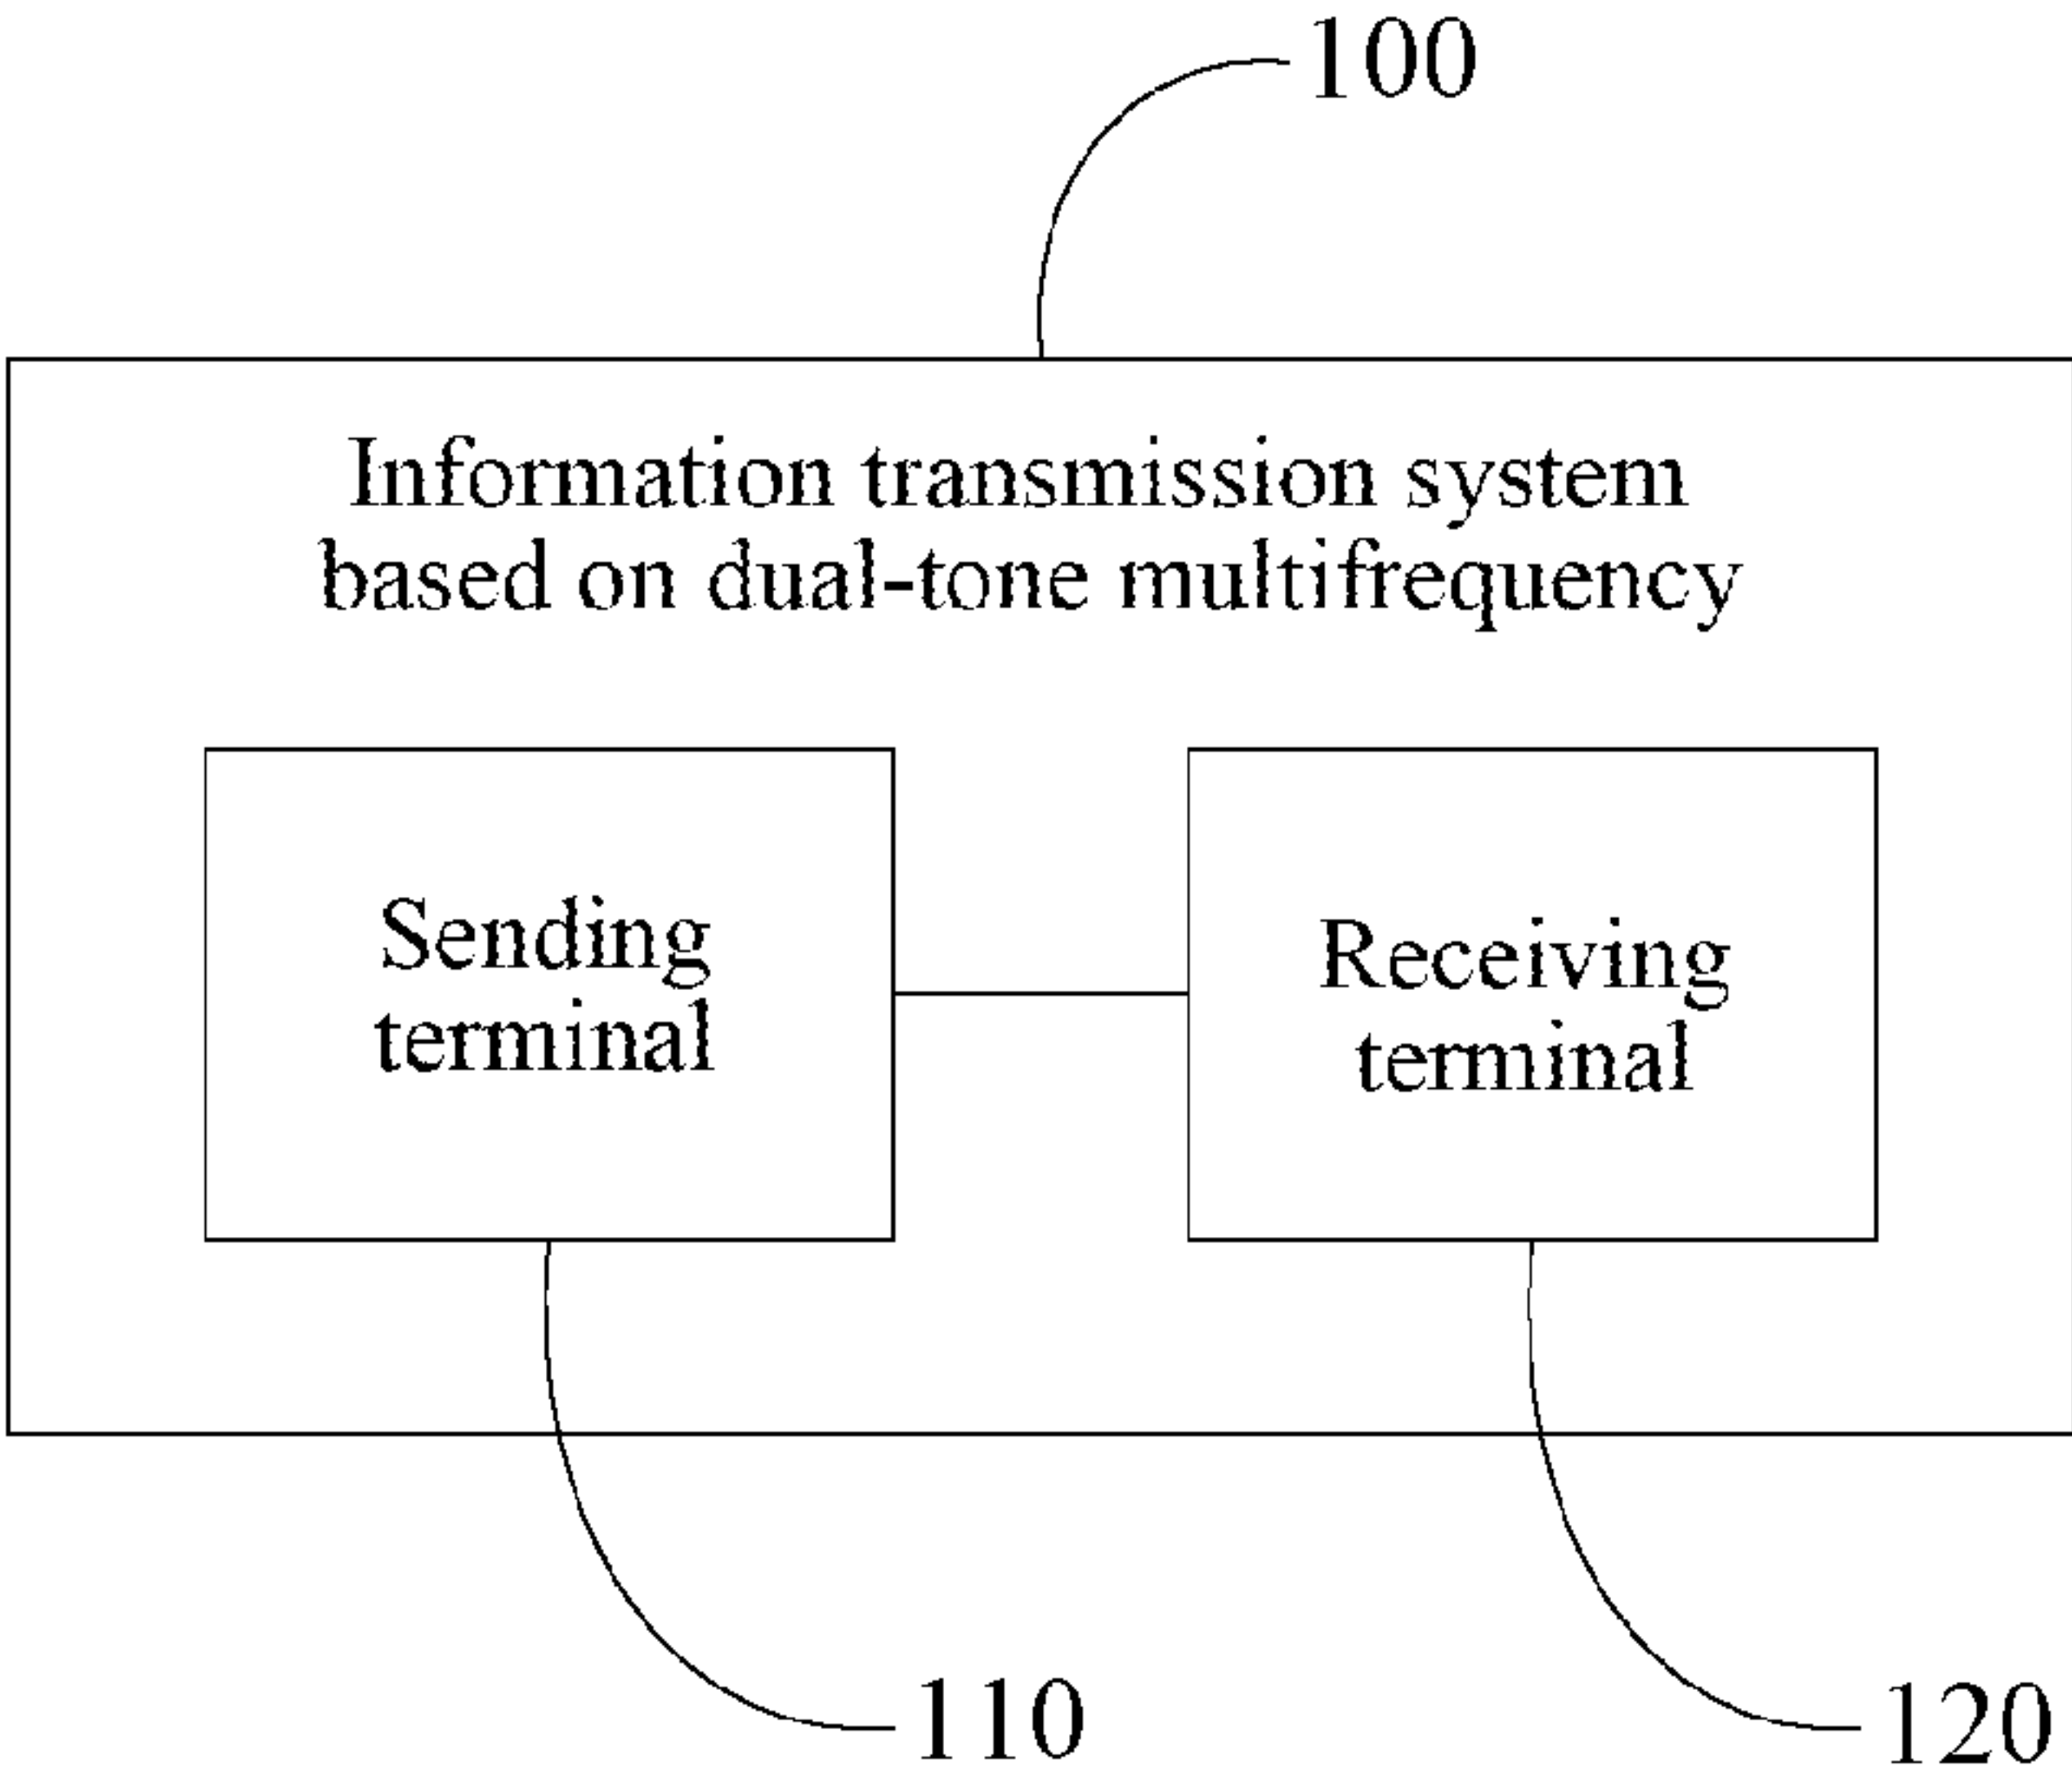 100
Information transmission system
based on dual-tone multifrequency
Sending
terminal
Receiving
terminal
110
120